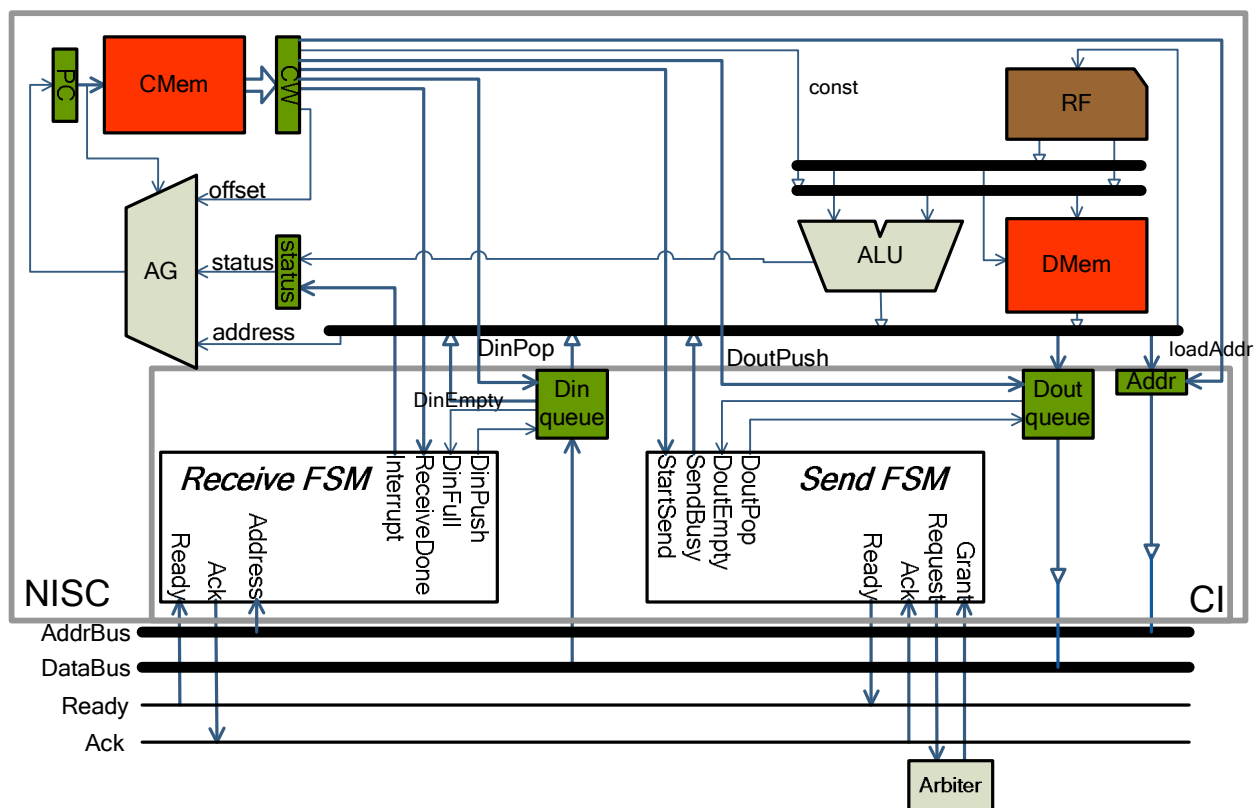 PC
CMem
CW
const
RF
offset
AG
status
status
ALU
DMem
address
DinPop
DoutPush
loadAddr
Din
queue
DinEmpty
Dout
queue
Addr
Receive FSM
Interrupt
ReceiveDone
DinFull
DinPush
Ready
Ack
Address
Send FSM
StartSend
SendBusy
DoutEmpty
DoutPop
Ready
Ack
Request
Grant
NISC
CI
AddrBus
DataBus
Ready
Ack
Arbiter